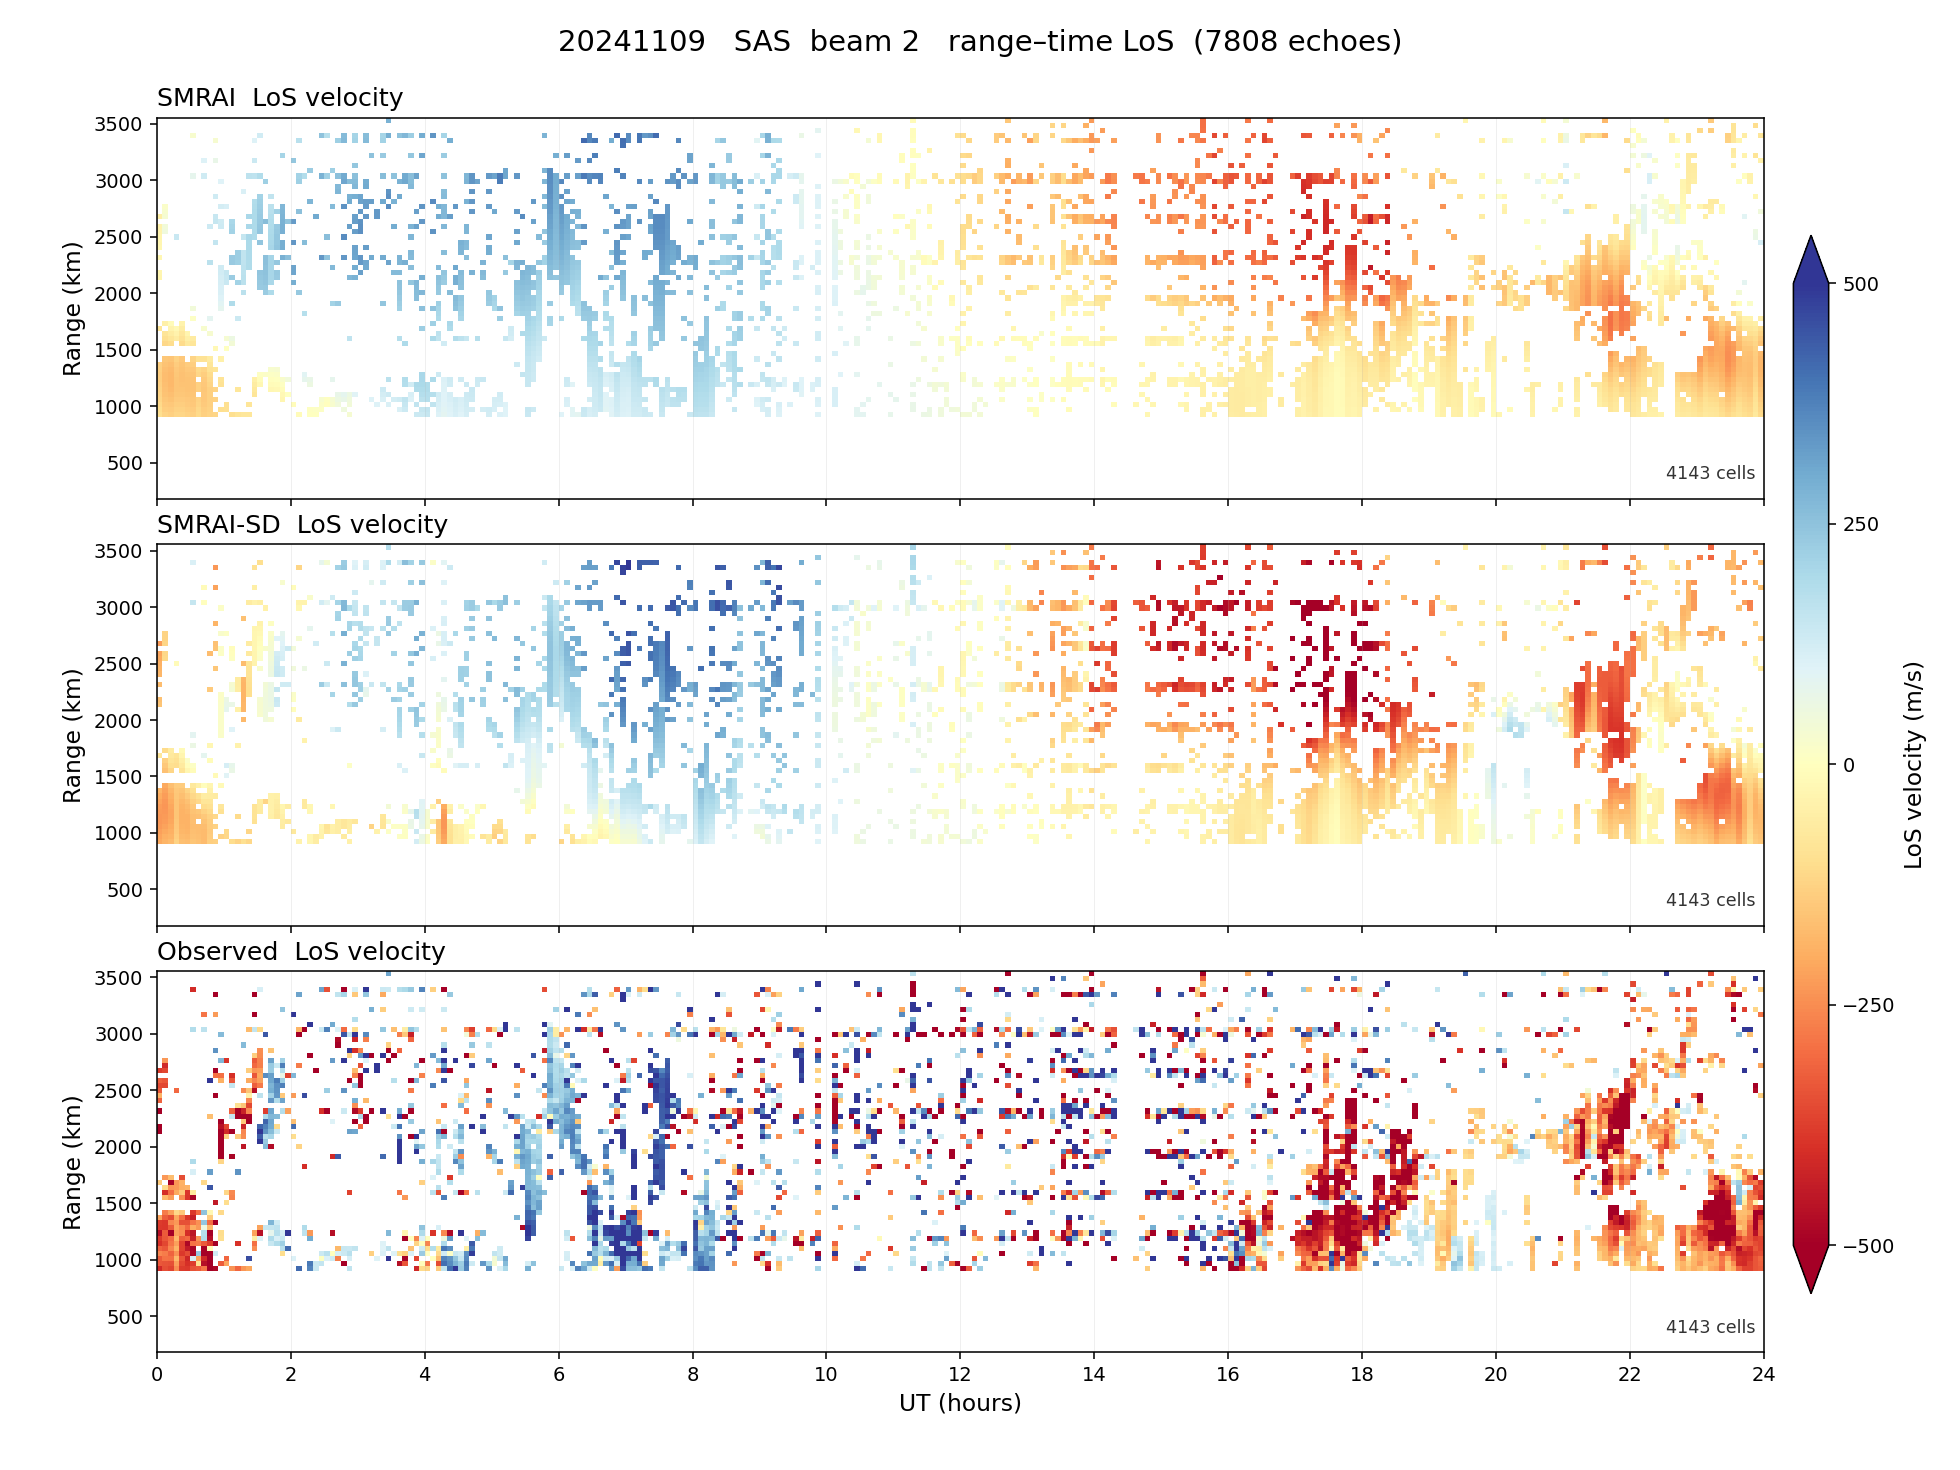 20241109   SAS  beam 2   range–time LoS  (7808 echoes)
SMRAI  LoS velocity
3500
3000
2500
2000
1500
1000
500
Range (km)
4143 cells
SMRAI-SD  LoS velocity
3500
3000
2500
2000
1500
1000
500
Range (km)
4143 cells
Observed  LoS velocity
3500
3000
2500
2000
1500
1000
500
Range (km)
4143 cells
0 2 4 6 8 10 12 14 16 18 20 22 24
UT (hours)
500
250
0
−250
−500
LoS velocity (m/s)